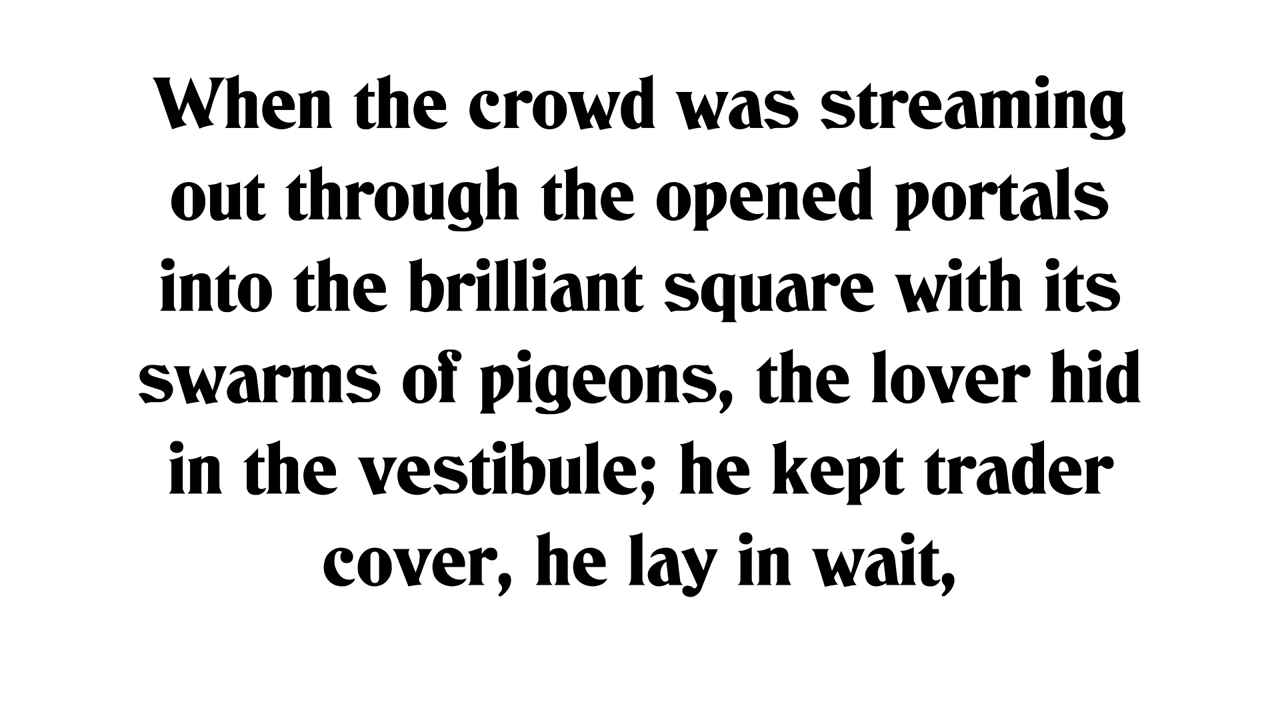 When the crowd was streaming
out through the opened portals
into the brilliant square with its
swarms of pigeons, the lover hid
in the vestibule; he kept trader
cover, he lay in wait,